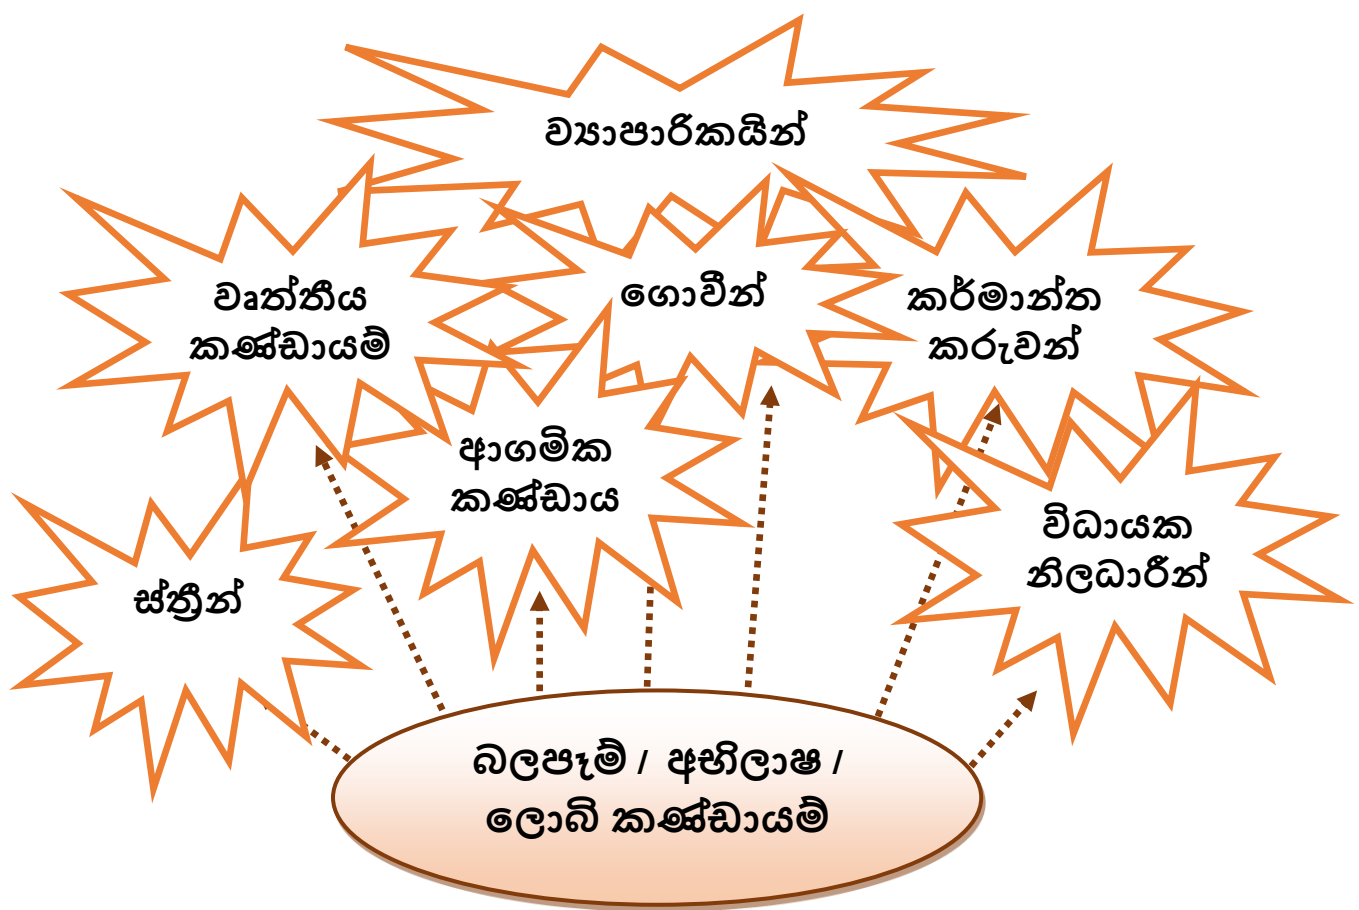 ව්‍යාපාරිකයින්
වෘත්තීය
කණ්ඩායම්
ගොවීන්
කර්මාන්ත
කරුවන්
ආගමික
කණ්ඩාය
ස්ත්‍රීන්
විධායක
නිලධාරීන්
බලපෑම් / අභිලාෂ /
ලොබි කණ්ඩායම්